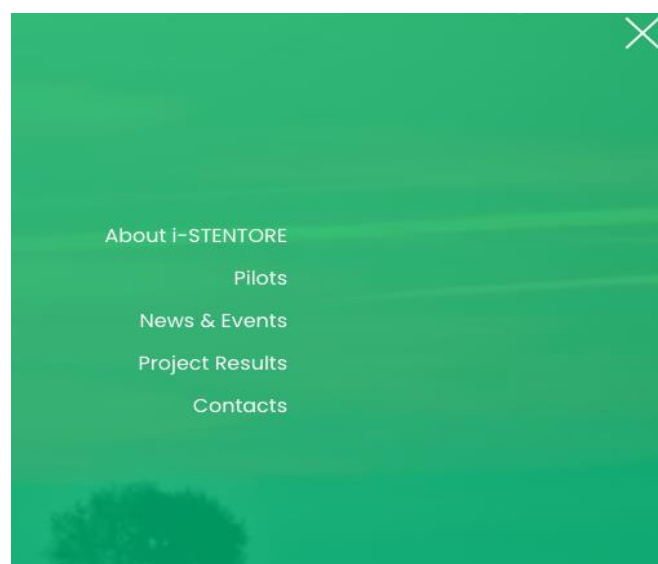 About i-STENTORE
Pilots
News & Events
Project Results
Contacts